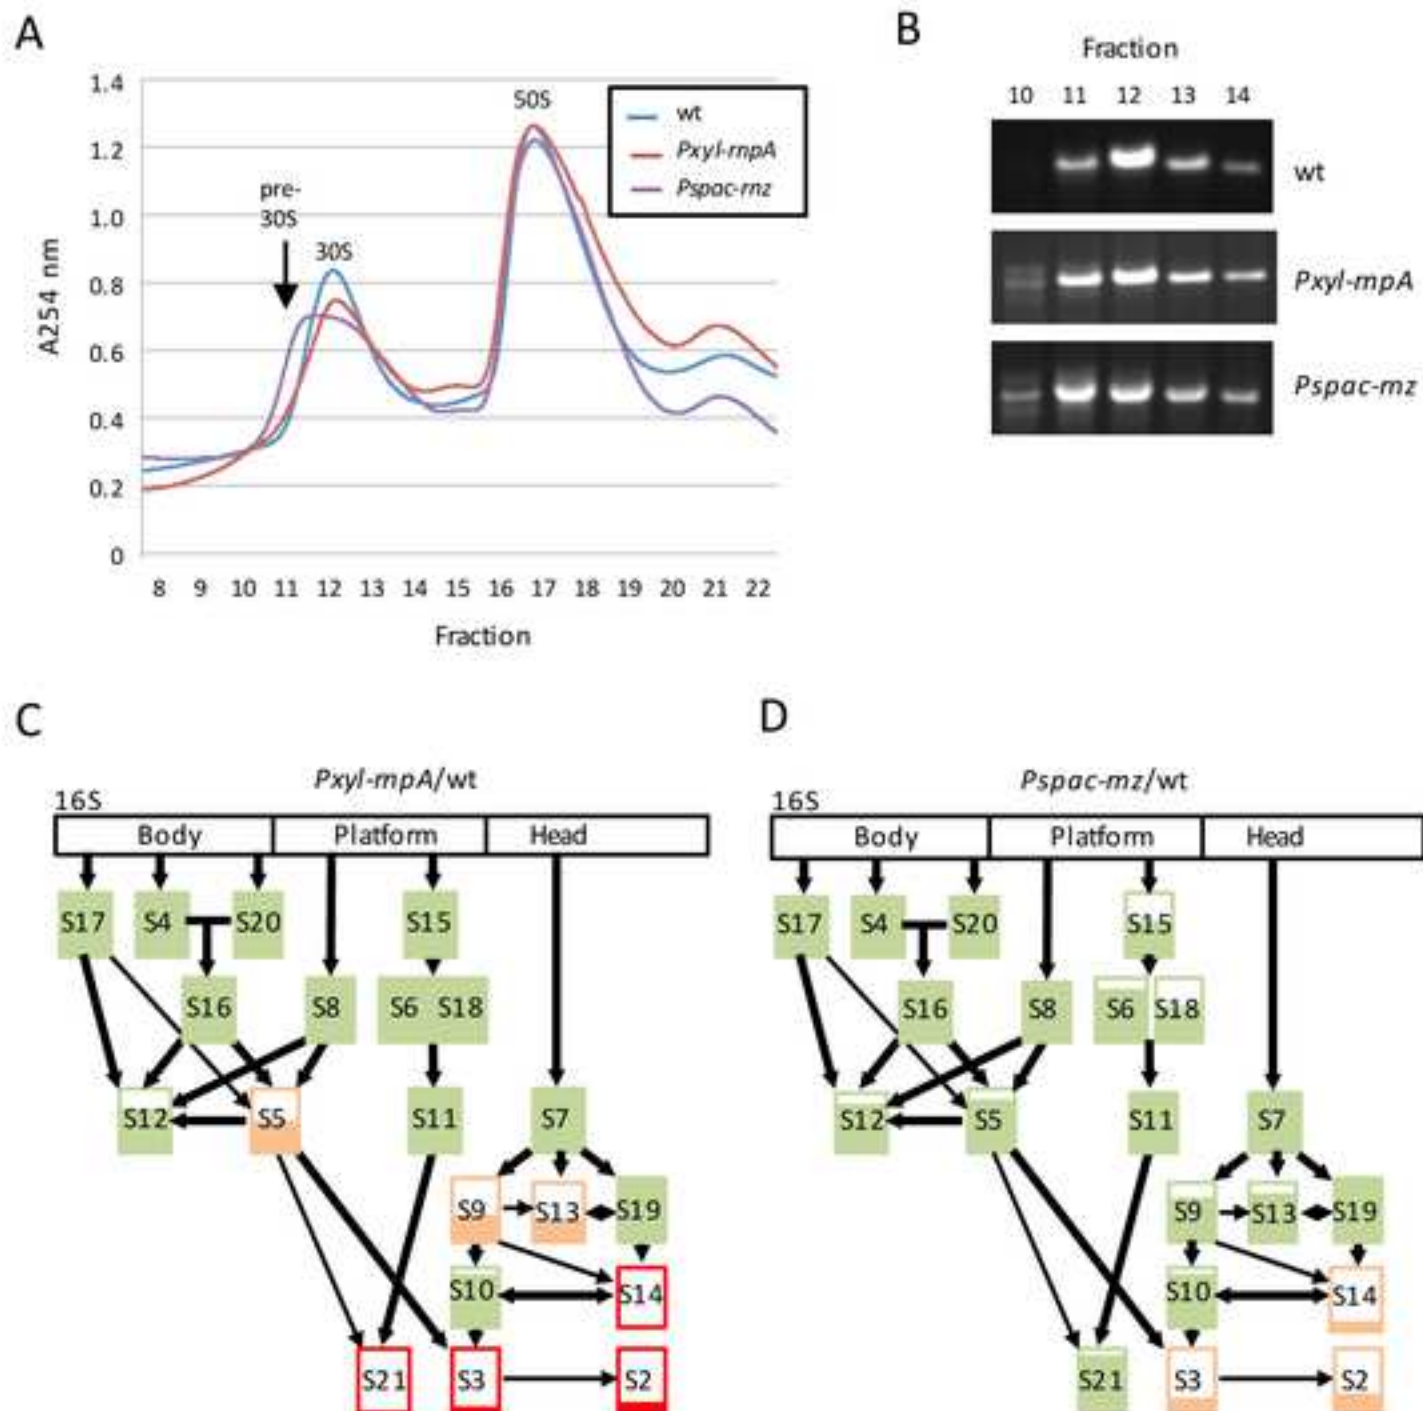 A
1.4
1.2
1.0
0.8
0.6
0.4
0.2
0
A254 nm
pre-
30S
30S
50S
wt
Pxyl-rnpA
Pspac-rnz
8 9 10 11 12 13 14 15 16 17 18 19 20 21 22
Fraction
B
Fraction
10 11 12 13 14
wt
Pxyl-rnpA
Pspac-rnz
C
Pxyl-rnpA/wt
16S
Body Platform Head
S17 S4 S20 S15
S16 S8 S6 S18
S12 S5 S11 S7
S9 S13 S19
S10 S14
S21 S3 S2
D
Pspac-rnz/wt
16S
Body Platform Head
S17 S4 S20 S15
S16 S8 S6 S18
S12 S5 S11 S7
S9 S13 S19
S10 S14
S21 S3 S2